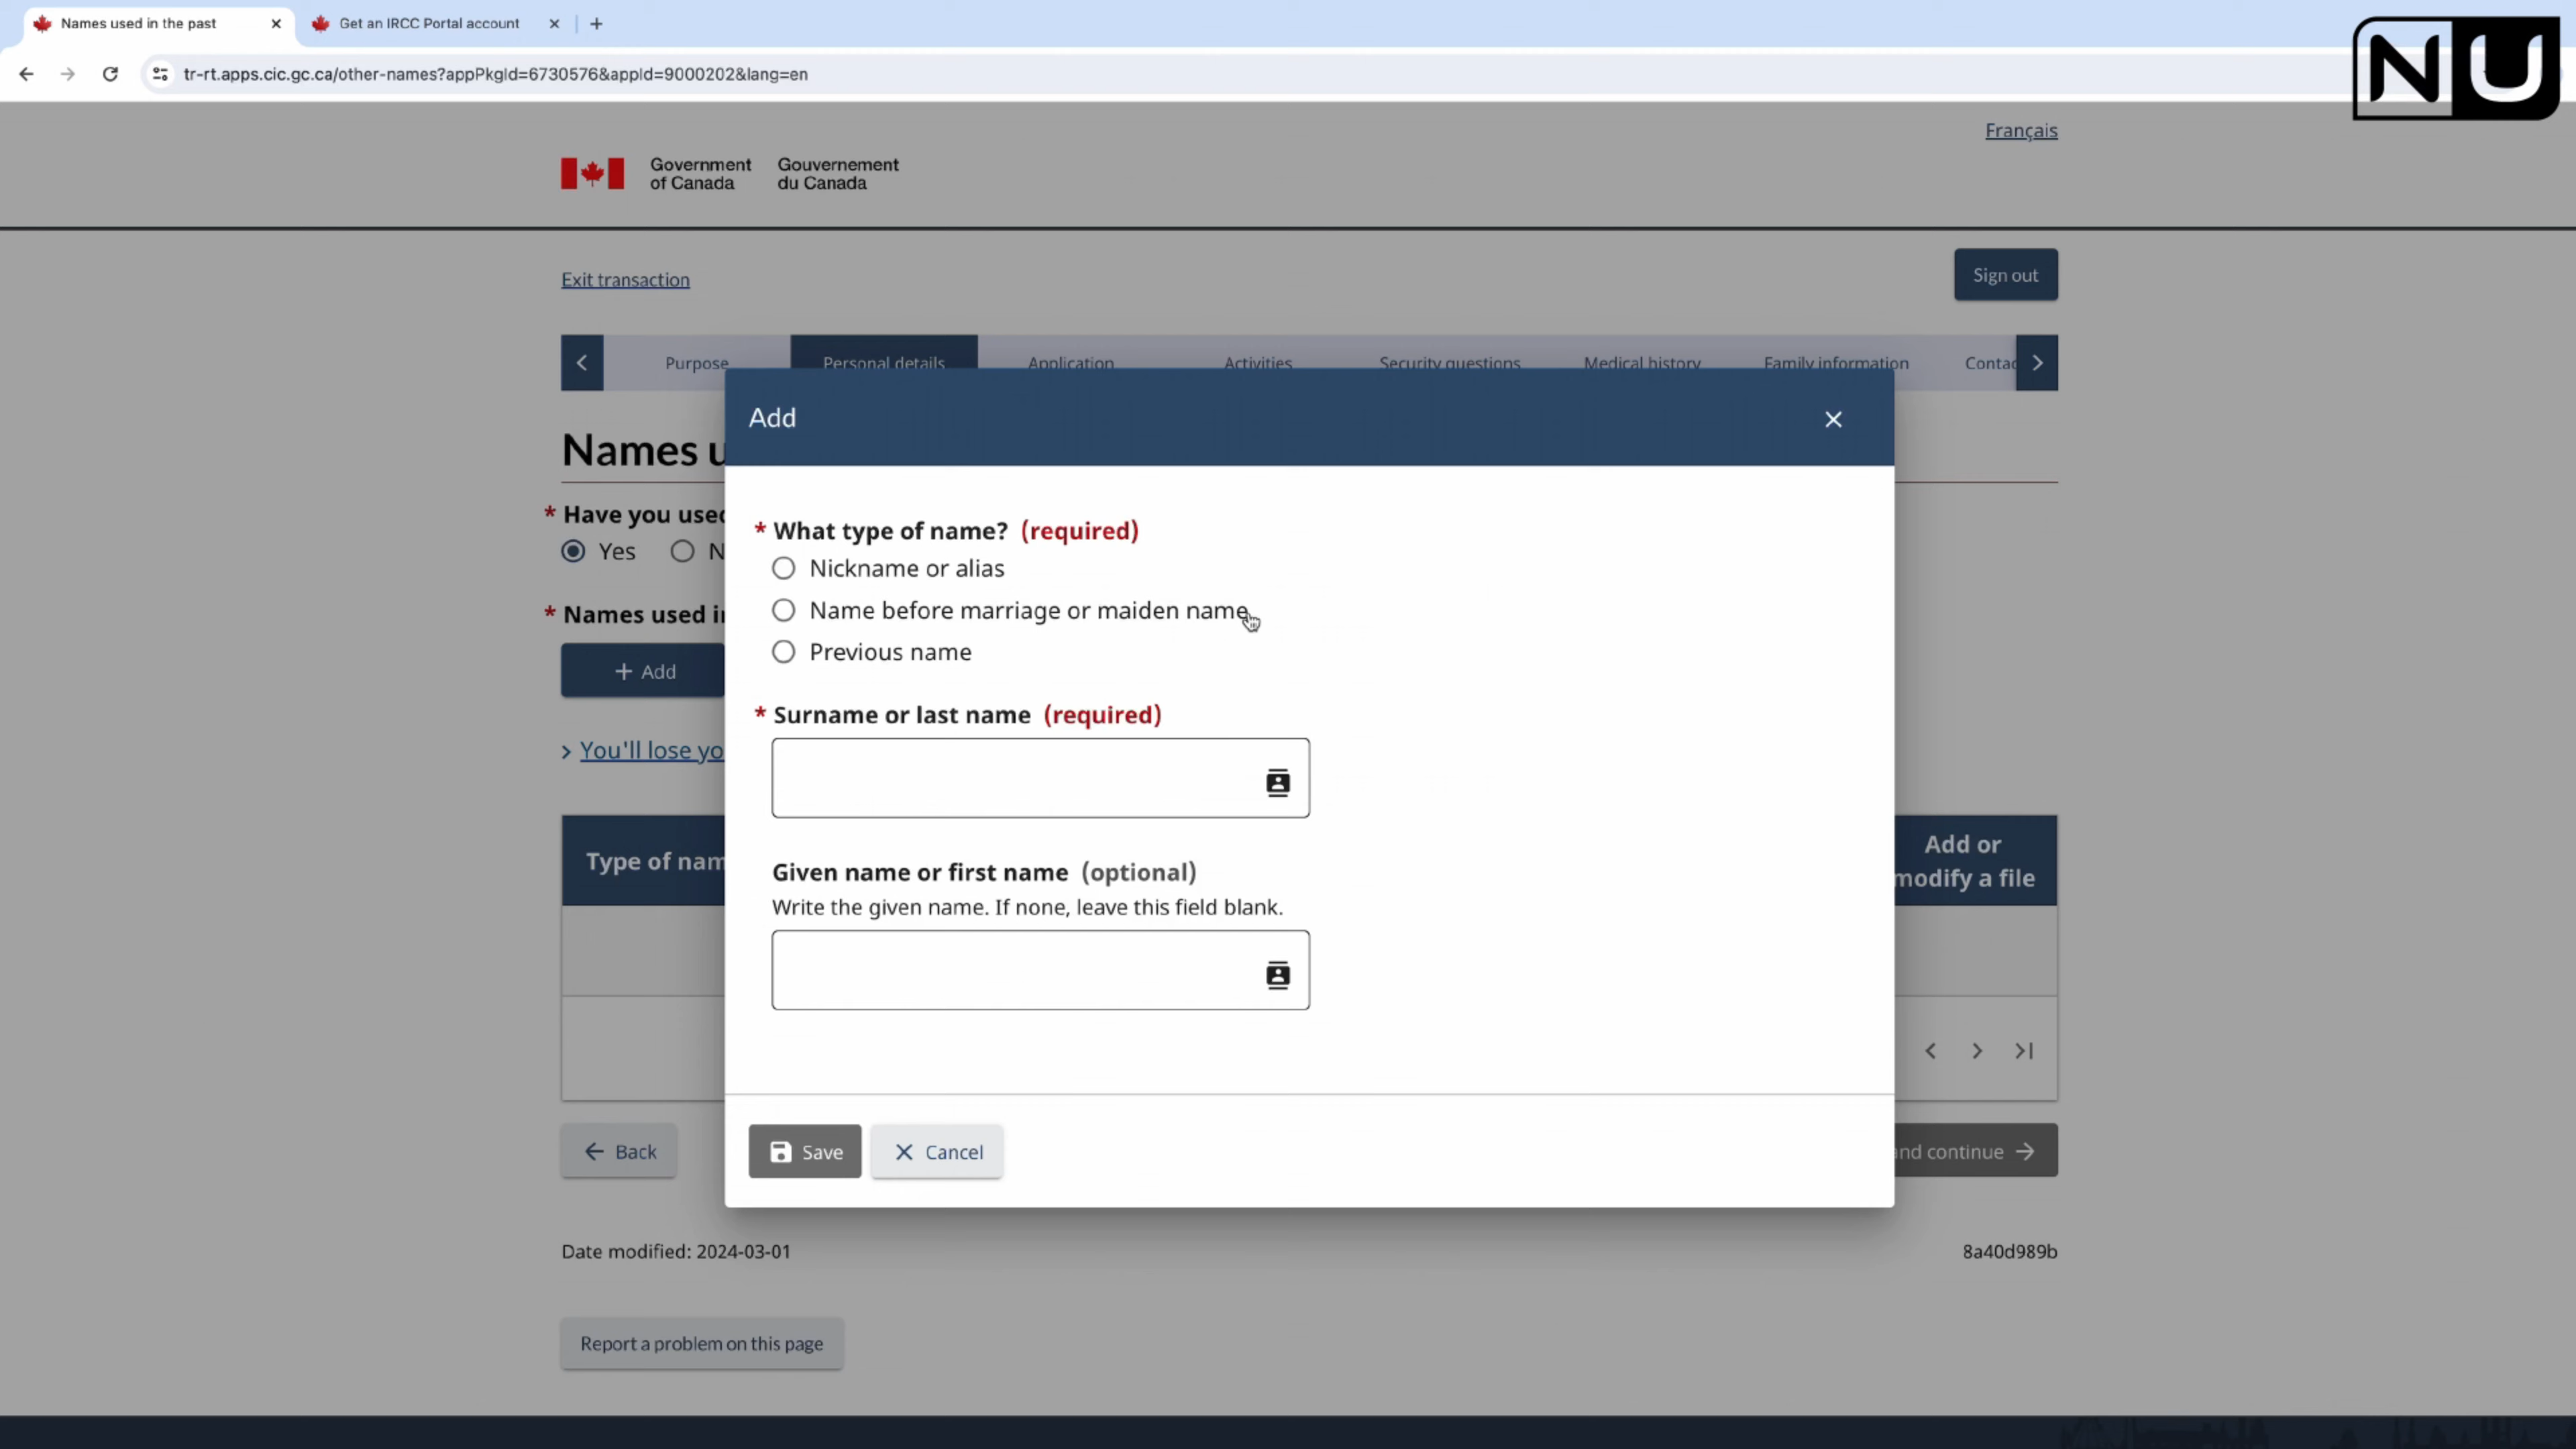 Names used in the past
Get an IRCC Portal account
tr-rt.apps.cic.gc.ca/other-names?appPkgId=6730576&appId=9000202&lang=en
NU
Français
Government
of Canada
Gouvernement
du Canada
Exit transaction
Sign out
Purpose
Personal details
Application
Activities
Security questions
Medical history
Family information
Contac
Add
Names u
* Have you used
Yes
N
* Names used in
+ Add
> You'll lose yo
* What type of name? (required)
Nickname or alias
Name before marriage or maiden name
Previous name
* Surname or last name (required)
Given name or first name (optional)
Write the given name. If none, leave this field blank.
Type of nam
Add or
modify a file
Save
Cancel
Back
and continue
Date modified: 2024-03-01
8a40d989b
Report a problem on this page